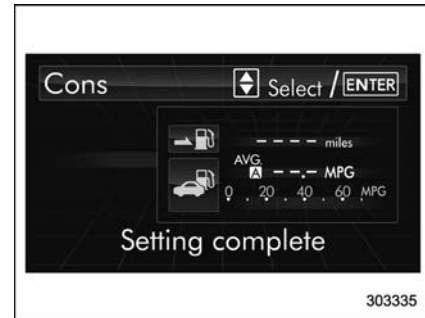 Cons Select / ENTER
---- miles
AVG.
A --.- MPG
0 . 20 . 40 . 60 . MPG
Setting complete
303335